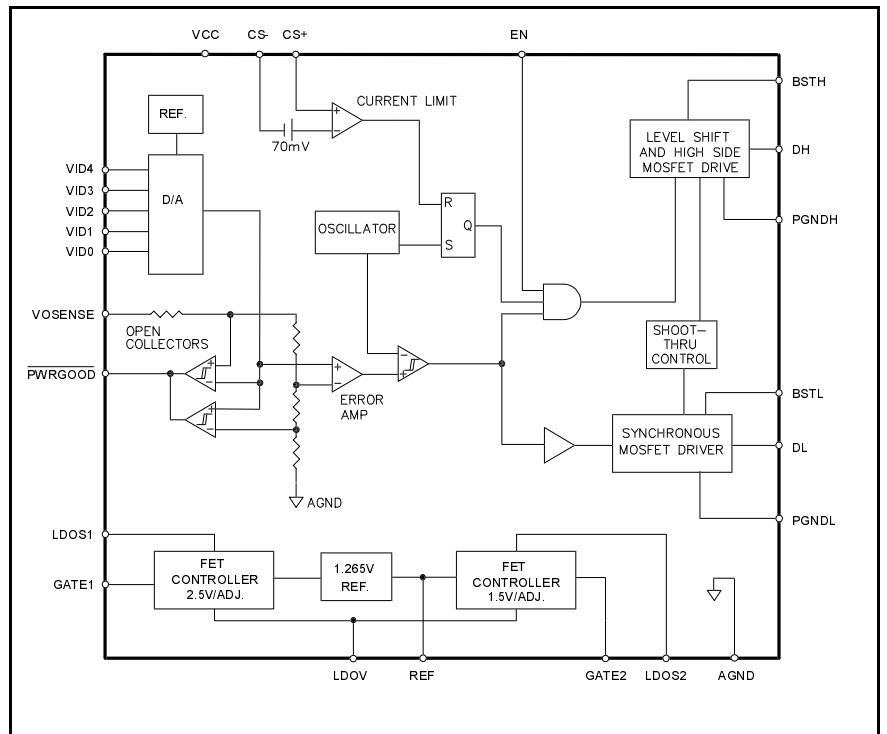 VCC CS- CS+ EN
BSTH
CURRENT LIMIT
+
−
70mV
REF.
LEVEL SHIFT
AND HIGH SIDE
MOSFET DRIVE
DH
VID4
VID3
VID2
VID1
VID0
D/A
R
Q
S
OSCILLATOR
PGNDH
VOSENSE
OPEN
COLLECTORS
SHOOT−
THRU
CONTROL
PWRGOOD
+
−
+
−
+
−
ERROR
AMP
−
+
BSTL
SYNCHRONOUS
MOSFET DRIVER
DL
AGND
PGNDL
LDOS1
GATE1
FET
CONTROLLER
2.5V/ADJ.
1.265V
REF.
FET
CONTROLLER
1.5V/ADJ.
LDOV REF GATE2 LDOS2 AGND